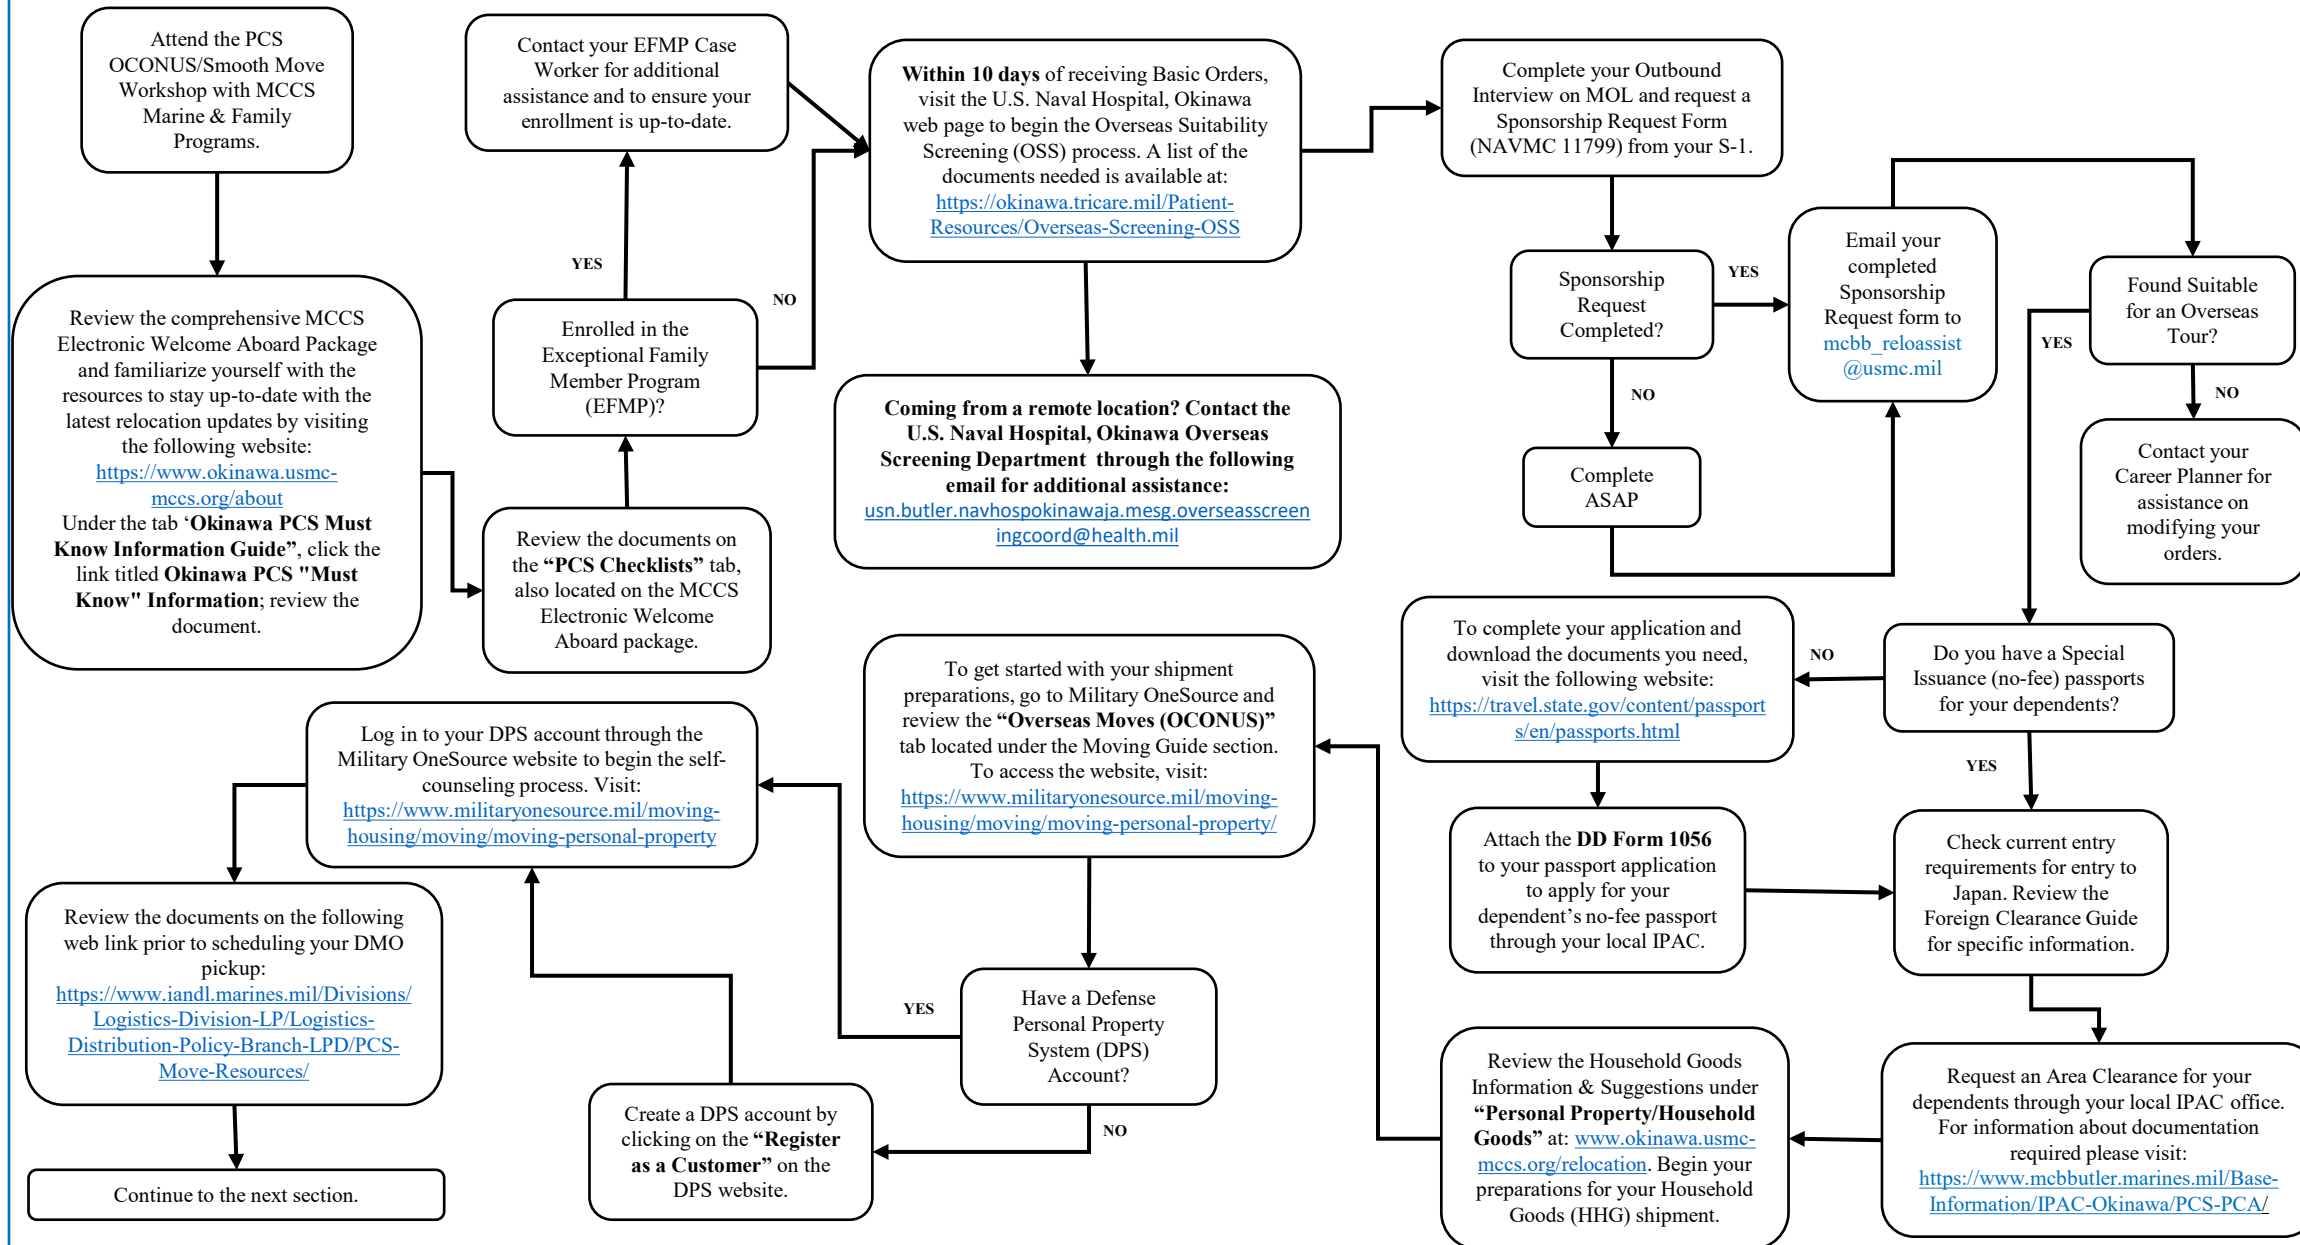 Attend the PCS
OCONUS/Smooth Move
Workshop with MCCS
Marine & Family
Programs.
Review the comprehensive MCCS
Electronic Welcome Aboard Package
and familiarize yourself with the
resources to stay up-to-date with the
latest relocation updates by visiting
the following website:
https://www.okinawa.usmc-
mccs.org/about
Under the tab ‘Okinawa PCS Must
Know Information Guide”, click the
link titled Okinawa PCS "Must
Know" Information; review the
document.
Review the documents on
the “PCS Checklists” tab,
also located on the MCCS
Electronic Welcome
Aboard package.
Enrolled in the
Exceptional Family
Member Program
(EFMP)?
YES
NO
Contact your EFMP Case
Worker for additional
assistance and to ensure your
enrollment is up-to-date.
Within 10 days of receiving Basic Orders,
visit the U.S. Naval Hospital, Okinawa
web page to begin the Overseas Suitability
Screening (OSS) process. A list of the
documents needed is available at:
https://okinawa.tricare.mil/Patient-
Resources/Overseas-Screening-OSS
Coming from a remote location? Contact the
U.S. Naval Hospital, Okinawa Overseas
Screening Department through the following
email for additional assistance:
usn.butler.navhospokinawaja.mesg.overseasscreen
ingcoord@health.mil
Complete your Outbound
Interview on MOL and request a
Sponsorship Request Form
(NAVMC 11799) from your S-1.
Sponsorship
Request
Completed?
YES
NO
Complete
ASAP
Email your
completed
Sponsorship
Request form to
mcbb_reloassist
@usmc.mil
Found Suitable
for an Overseas
Tour?
YES
NO
Contact your
Career Planner for
assistance on
modifying your
orders.
Do you have a Special
Issuance (no-fee) passports
for your dependents?
NO
YES
To complete your application and
download the documents you need,
visit the following website:
https://travel.state.gov/content/passport
s/en/passports.html
Attach the DD Form 1056
to your passport application
to apply for your
dependent’s no-fee passport
through your local IPAC.
Check current entry
requirements for entry to
Japan. Review the
Foreign Clearance Guide
for specific information.
Request an Area Clearance for your
dependents through your local IPAC office.
For information about documentation
required please visit:
https://www.mcbbutler.marines.mil/Base-
Information/IPAC-Okinawa/PCS-PCA/
Review the Household Goods
Information & Suggestions under
“Personal Property/Household
Goods” at: www.okinawa.usmc-
mccs.org/relocation. Begin your
preparations for your Household
Goods (HHG) shipment.
To get started with your shipment
preparations, go to Military OneSource and
review the “Overseas Moves (OCONUS)”
tab located under the Moving Guide section.
To access the website, visit:
https://www.militaryonesource.mil/moving-
housing/moving/moving-personal-property/
Have a Defense
Personal Property
System (DPS)
Account?
YES
NO
Create a DPS account by
clicking on the “Register
as a Customer” on the
DPS website.
Log in to your DPS account through the
Military OneSource website to begin the self-
counseling process. Visit:
https://www.militaryonesource.mil/moving-
housing/moving/moving-personal-property
Review the documents on the following
web link prior to scheduling your DMO
pickup:
https://www.iandl.marines.mil/Divisions/
Logistics-Division-LP/Logistics-
Distribution-Policy-Branch-LPD/PCS-
Move-Resources/
Continue to the next section.